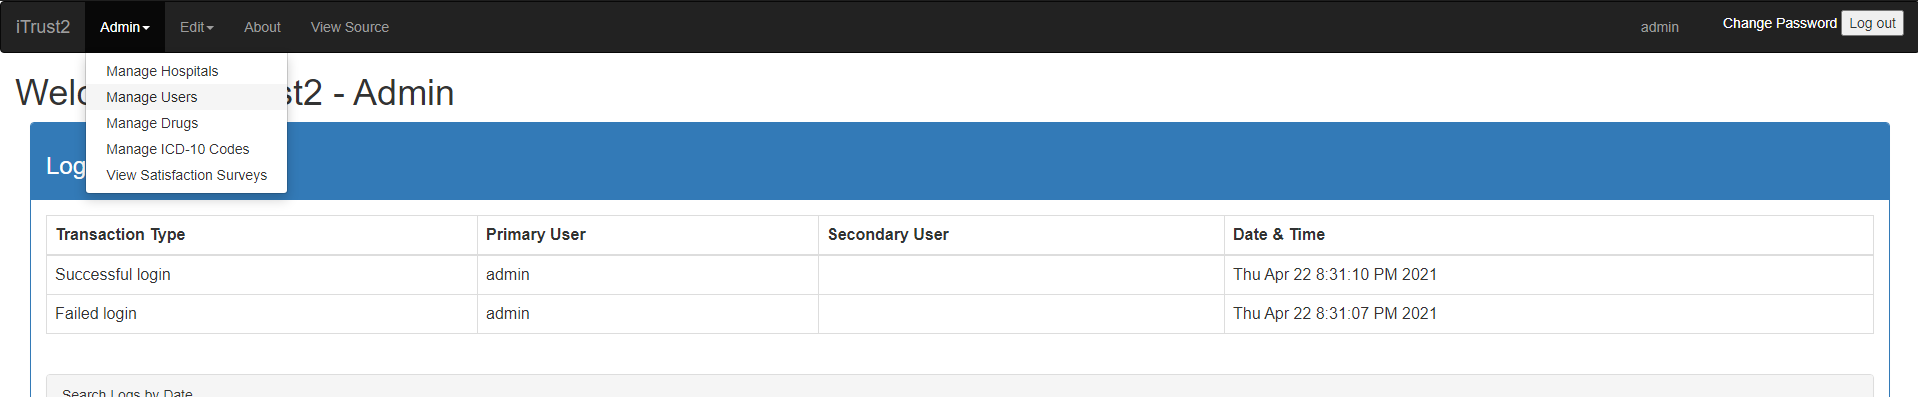 iTrust2 Admin Edit About View Source admin Change Password Log out
Manage Hospitals
Manage Users
Manage Drugs
Manage ICD-10 Codes
View Satisfaction Surveys
Welc st2 - Admin
Log
Transaction Type Primary User Secondary User Date & Time
Successful login admin Thu Apr 22 8:31:10 PM 2021
Failed login admin Thu Apr 22 8:31:07 PM 2021
Search Logs by Date